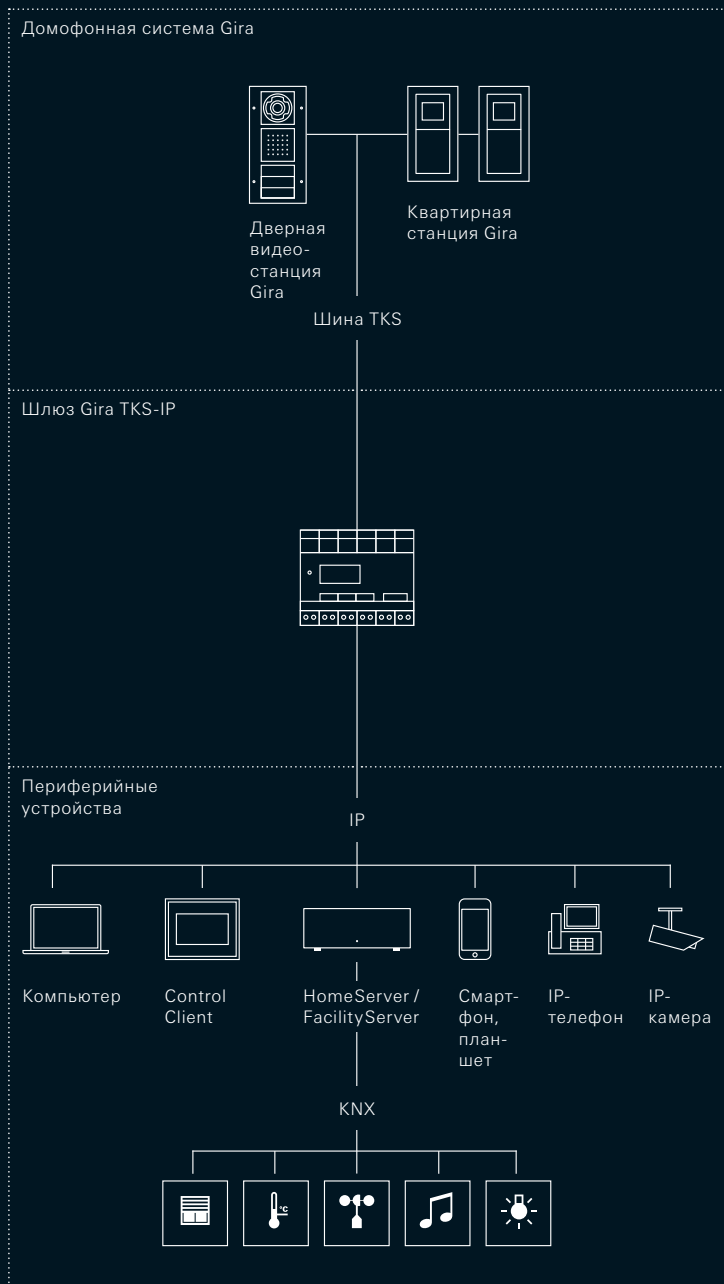 Домофонная система Gira
Дверная
видео-
станция
Gira
Квартирная
станция Gira
Шина TKS
Шлюз Gira TKS-IP
Периферийные
устройства
IP
Компьютер
Control
Client
HomeServer /
FacilityServer
Смарт-
фон,
план-
шет
IP-
телефон
IP-
камера
KNX
°C